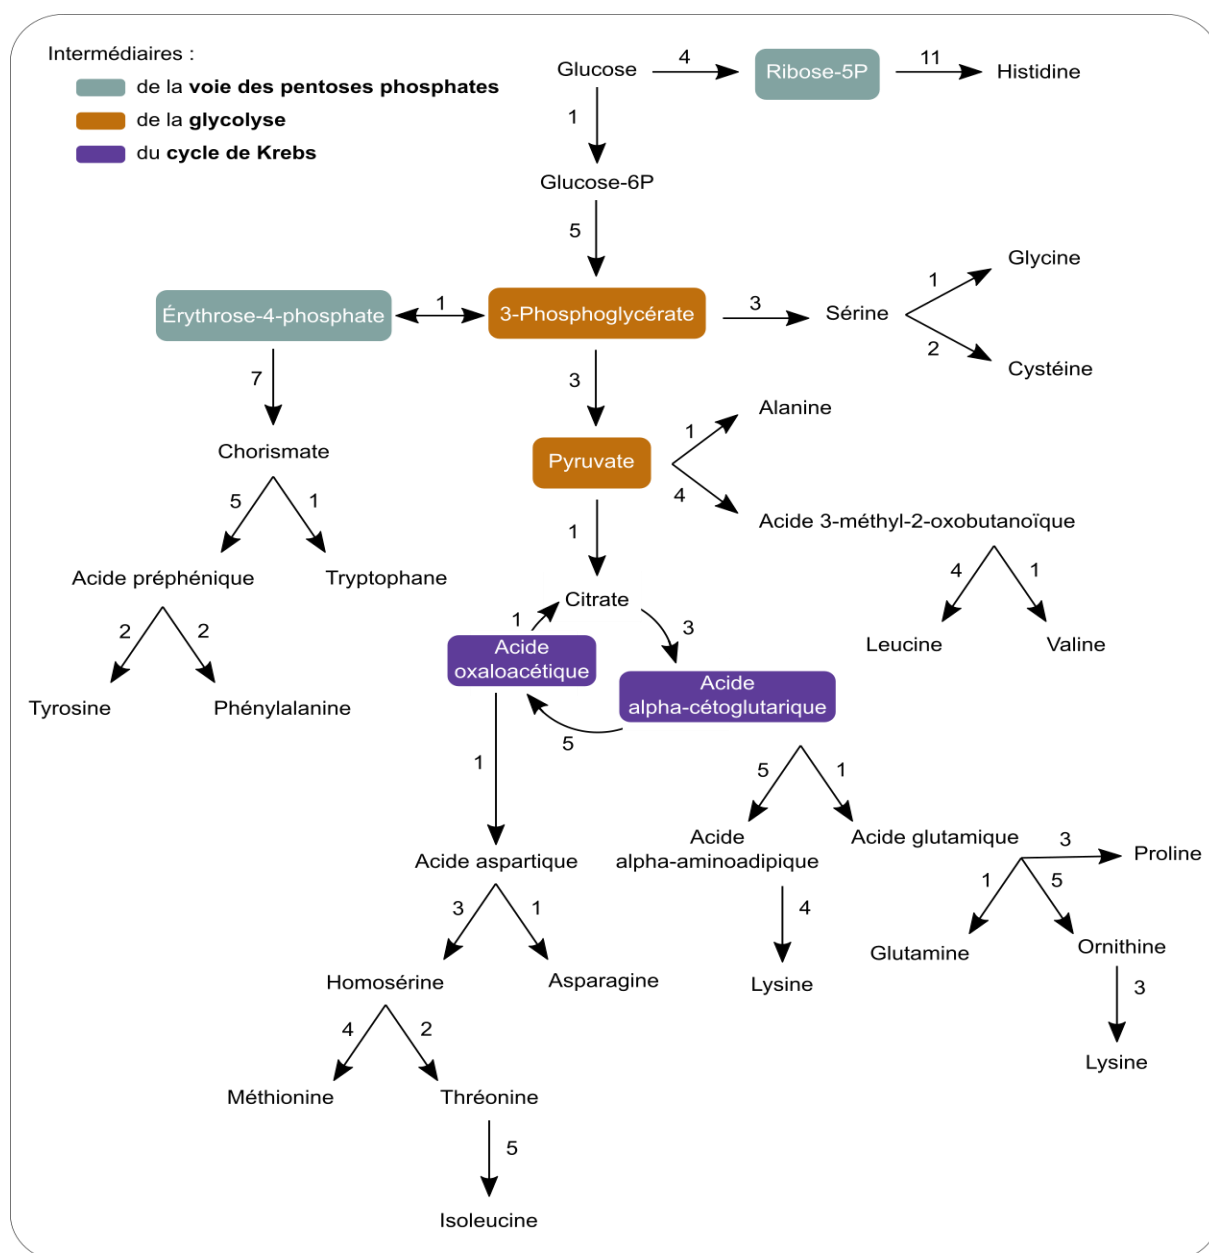 Intermédiaires :
de la voie des pentoses phosphates
de la glycolyse
du cycle de Krebs
Glucose
4
Ribose-5P
11
Histidine
1
Glucose-6P
5
Érythrose-4-phosphate
1
3-Phosphoglycérate
3
Sérine
1
Glycine
2
Cystéine
7
3
Chorismate
5
1
Pyruvate
1
Alanine
4
Acide 3-méthyl-2-oxobutanoïque
1
4
1
Leucine
Valine
Acide préphénique
Tryptophane
2
2
Tyrosine
Phénylalanine
Citrate
1
3
Acide
oxaloacétique
Acide
alpha-cétoglutarique
5
1
5
1
Acide aspartique
Acide
alpha-aminoadipique
Acide glutamique
3
Proline
3
1
4
1
5
Homosérine
Asparagine
Lysine
Glutamine
Ornithine
4
2
3
Méthionine
Thréonine
Lysine
5
Isoleucine